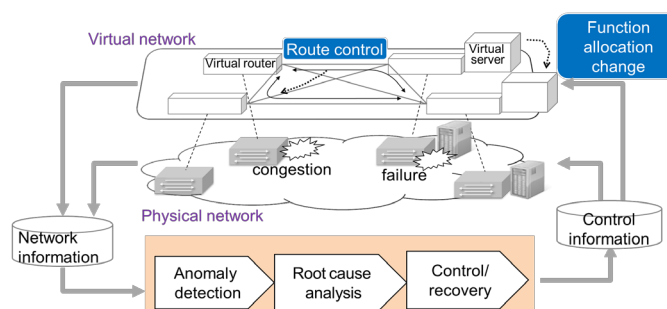 Virtual network
Route control
Virtual
server
Function
allocation
change
Virtual router
congestion
failure
Physical network
Network
information
Control
information
Anomaly
detection
Root cause
analysis
Control/
recovery